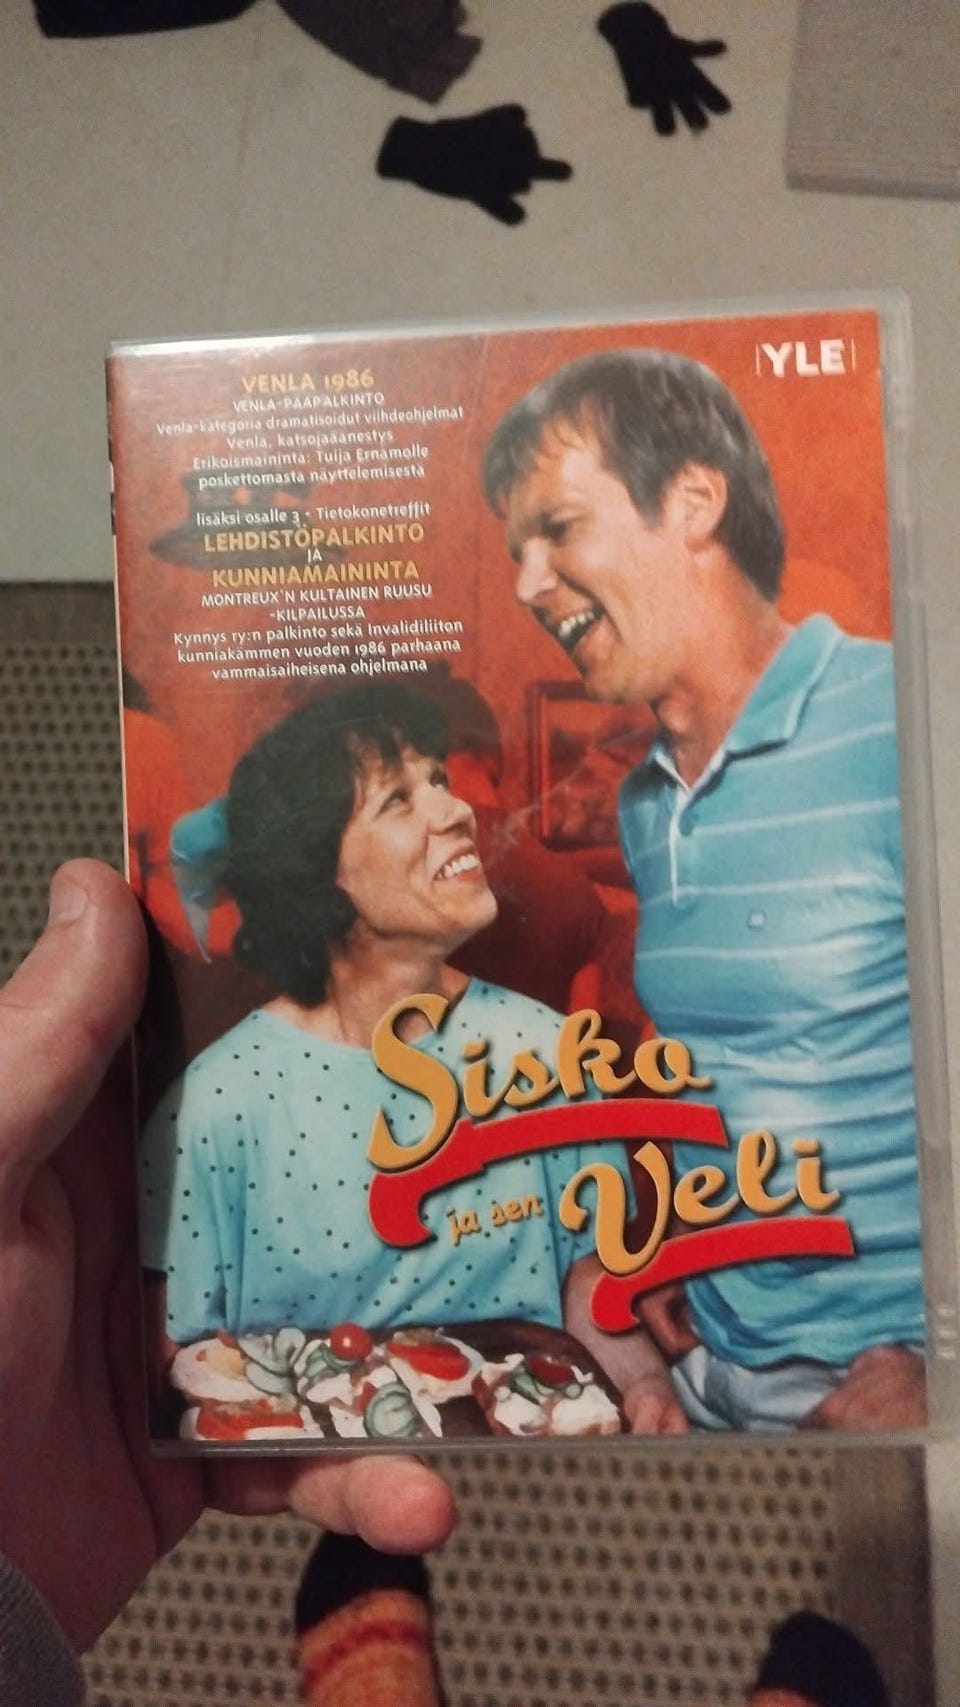 YLE
VENLA 1986
VENLA-PÄÄPALKINTO
Venla-kategoria dramatisoidut viihdeohjelmat
Venla, katsojaäänestys
Erikoismaininta: Tuija Ernamolle
poskettomasta näyttelemisestä
lisäksi osalle 3 - Tietokonetreffit
LEHDISTÖPALKINTO
JA
KUNNIAMAININTA
MONTREUX'N KULTAINEN RUUSU
-KILPAILUSSA
Kynnys ry:n palkinto sekä Invalidiliiton
kunniakämmen vuoden 1986 parhaana
vammaisaiheisena ohjelmana
Sisko
ja sen Veli